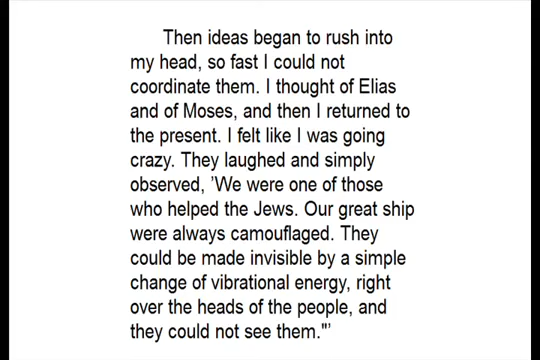 Then ideas began to rush into
my head, so fast I could not
coordinate them. I thought of Elias
and of Moses, and then I returned to
the present. I felt like I was going
crazy. They laughed and simply
observed, ’We were one of those
who helped the Jews. Our great ship
were always camouflaged. They
could be made invisible by a simple
change of vibrational energy, right
over the heads of the people, and
they could not see them."’